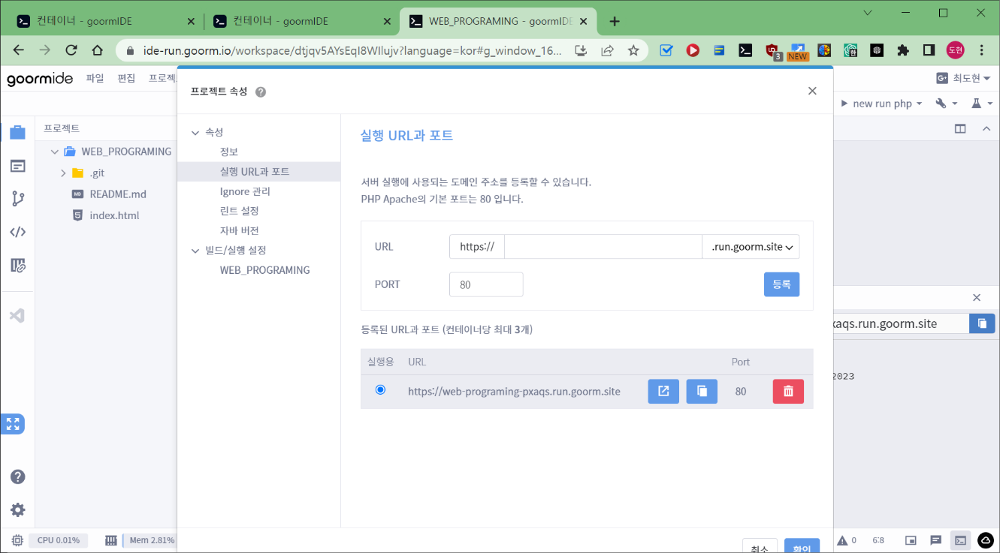 컨테이너 - goormIDE
컨테이너 - goormIDE
WEB_PROGRAMING - goormIDE
ide-run.goorm.io/workspace/dtjqv5AYsEqI8WIlujv?language=kor#g_window_16...
3
NEW
한
도현
goormide
파일
편집
프로젝트
G+
최도현
new run php
프로젝트
WEB_PROGRAMING
.git
README.md
index.html
프로젝트 속성
속성
정보
실행 URL과 포트
Ignore 관리
린트 설정
자바 버전
빌드/실행 설정
WEB_PROGRAMING
실행 URL과 포트
서버 실행에 사용되는 도메인 주소를 등록할 수 있습니다.
PHP Apache의 기본 포트는 80 입니다.
URL
https://
.run.goorm.site
PORT
80
등록
등록된 URL과 포트 (컨테이너당 최대 3개)
실행용
URL
Port
https://web-programing-pxaqs.run.goorm.site
80
xaqs.run.goorm.site
2023
취소
확인
CPU 0.01%
Mem 2.81%
0
6:8